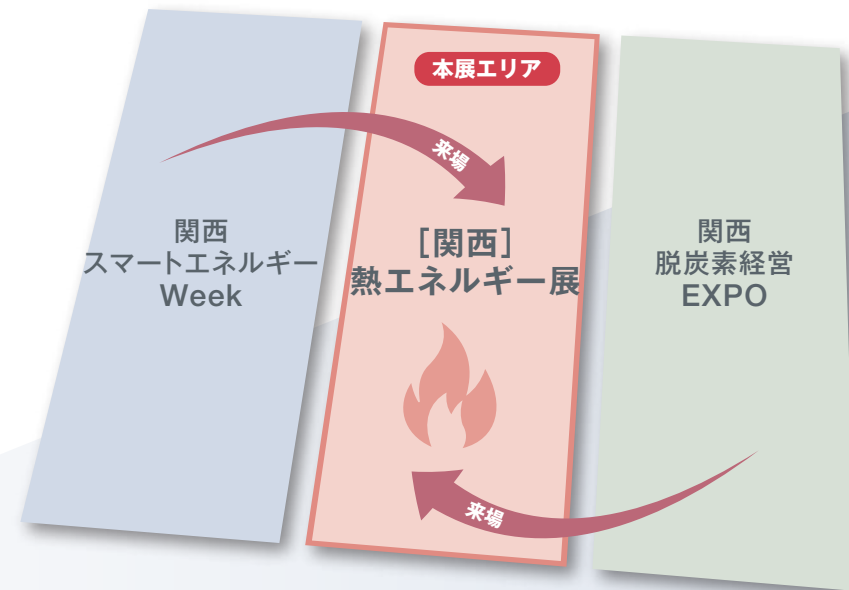 本展エリア
来場
関西
スマートエネルギー
Week
［関西］
熱エネルギー展
関西
脱炭素経営
EXPO
来場